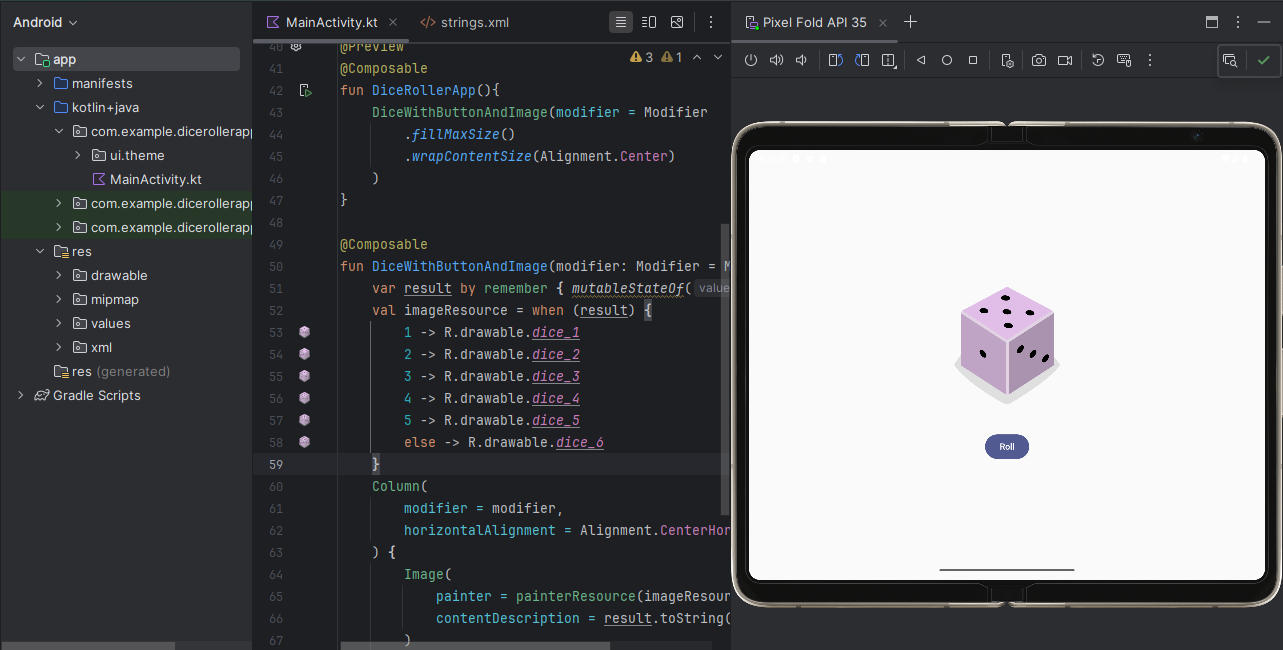 Android
app
manifests
kotlin+java
com.example.dicerollerapp
ui.theme
MainActivity.kt
com.example.dicerollerapp
com.example.dicerollerapp
res
drawable
mipmap
values
xml
res (generated)
Gradle Scripts
MainActivity.kt
</> strings.xml
3 1
40 @Preview
41 @Composable
42 fun DiceRollerApp(){
43 DiceWithButtonAndImage(modifier = Modifier
44 .fillMaxSize()
45 .wrapContentSize(Alignment.Center)
46 )
47 }
48
49 @Composable
50 fun DiceWithButtonAndImage(modifier: Modifier = M
51 var result by remember { mutableStateOf( value
52 val imageResource = when (result) {
53 1 -> R.drawable.dice_1
54 2 -> R.drawable.dice_2
55 3 -> R.drawable.dice_3
56 4 -> R.drawable.dice_4
57 5 -> R.drawable.dice_5
58 else -> R.drawable.dice_6
59 }
60 Column(
61 modifier = modifier,
62 horizontalAlignment = Alignment.CenterHor
63 ) {
64 Image(
65 painter = painterResource(imageResour
66 contentDescription = result.toString(
67 )
Pixel Fold API 35
Roll